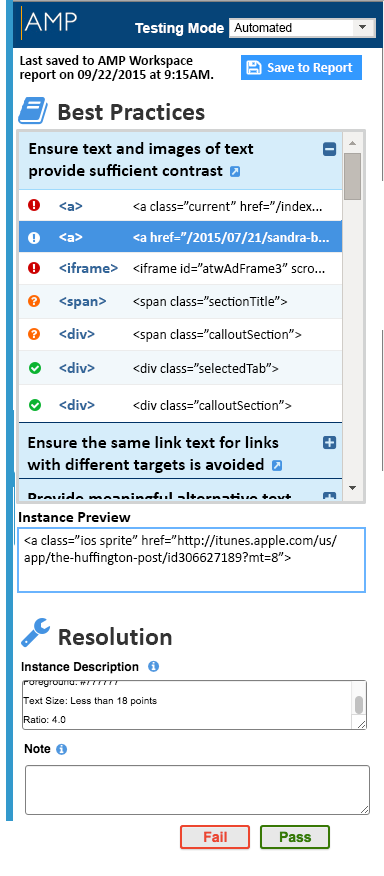 AMP
Testing Mode Automated
Last saved to AMP Workspace
report on 09/22/2015 at 9:15AM.
Save to Report
Best Practices
Ensure text and images of text
provide sufficient contrast
<a> <a class=”current” href=”/index...
<a> <a href=”/2015/07/21/sandra-b...
<iframe> <iframe id=”atwAdFrame3” scro...
<span> <span class=”sectionTitle”>
<div> <span class=”calloutSection”>
<div> <div class=”selectedTab”>
<div> <div class=”calloutSection”>
Ensure the same link text for links
with different targets is avoided
Provide meaningful alternative text
Instance Preview
<a class=”ios sprite” href=”http://itunes.apple.com/us/
app/the-huffington-post/id306627189?mt=8”>
Resolution
Instance Description
Foreground: #777777
Text Size: Less than 18 points
Ratio: 4.0
Note
Fail Pass